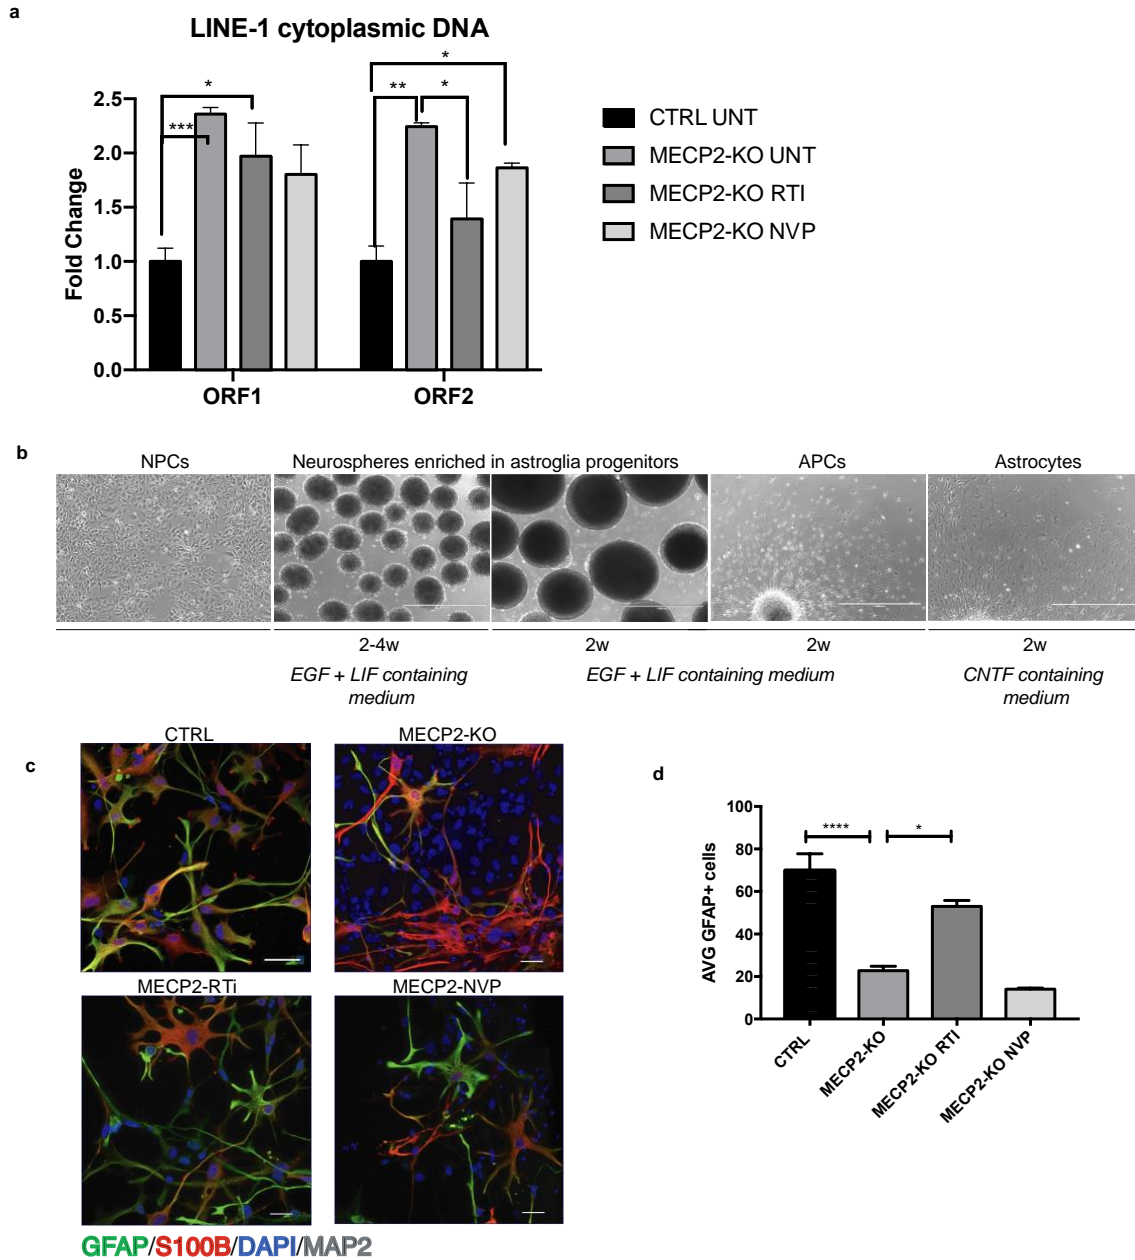 a
LINE-1 cytoplasmic DNA
*
*
**
*
***
2.5
2.0
1.5
1.0
0.5
0.0
Fold Change
ORF1
ORF2
CTRL UNT
MECP2-KO UNT
MECP2-KO RTI
MECP2-KO NVP
b
NPCs
Neurospheres enriched in astroglia progenitors
APCs
Astrocytes
2-4w
2w
2w
2w
EGF + LIF containing
medium
EGF + LIF containing medium
CNTF containing
medium
c
CTRL
MECP2-KO
MECP2-RTi
MECP2-NVP
GFAP/S100B/DAPI/MAP2
d
AVG GFAP+ cells
100
80
60
40
20
0
****
*
CTRL
MECP2-KO
MECP2-KO RTI
MECP2-KO NVP